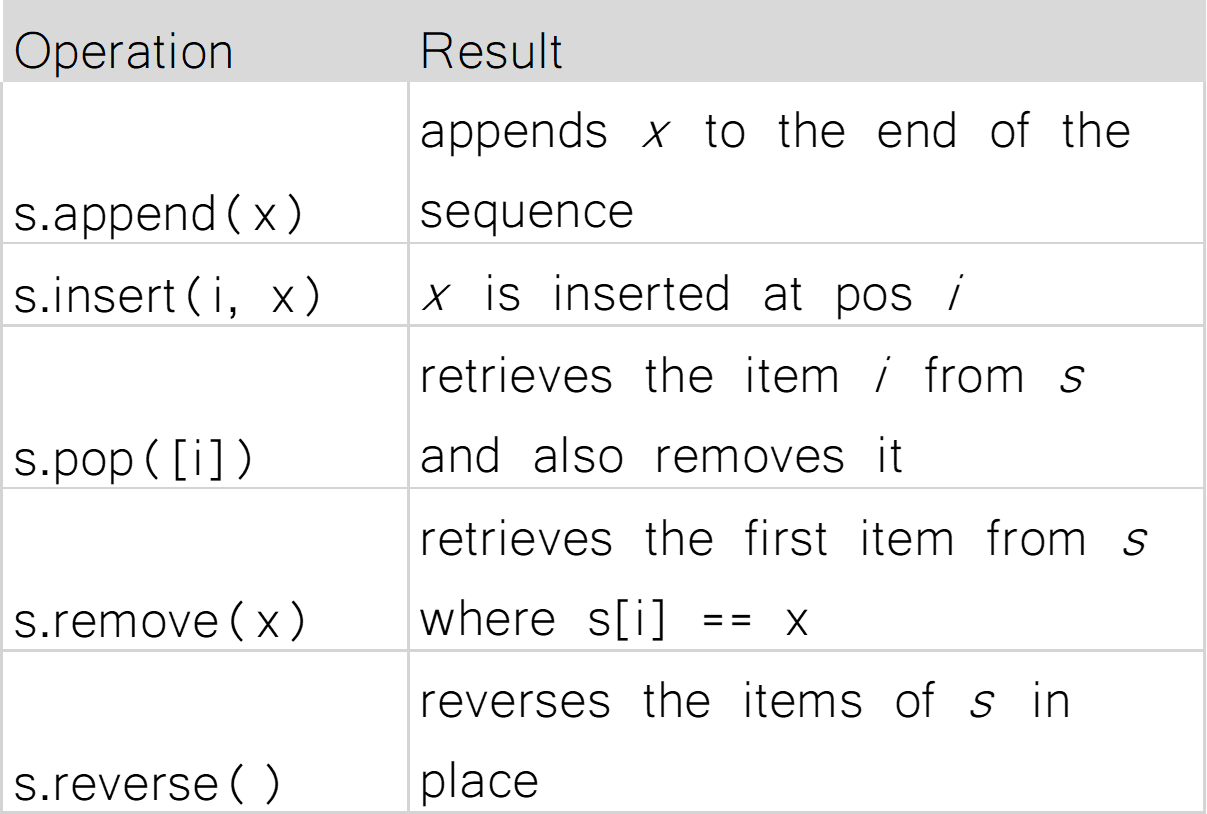 Operation Result
appends x to the end of the
s.append(x) sequence
s.insert(i, x) x is inserted at pos i
retrieves the item i from s
s.pop([i]) and also removes it
retrieves the first item from s
s.remove(x) where s[i] == x
reverses the items of s in
s.reverse() place